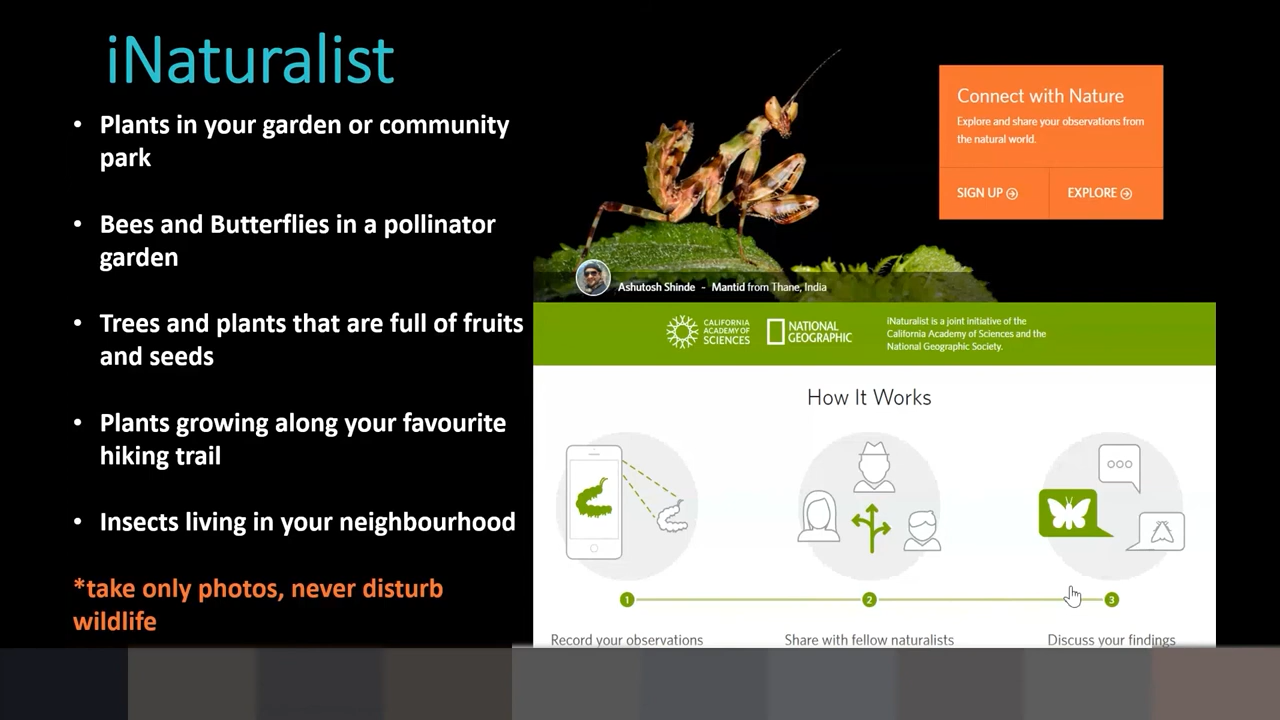 iNaturalist
• Plants in your garden or community
park
• Bees and Butterflies in a pollinator
garden
• Trees and plants that are full of fruits
and seeds
• Plants growing along your favourite
hiking trail
• Insects living in your neighbourhood
*take only photos, never disturb
wildlife
Connect with Nature
Explore and share your observations from
the natural world.
SIGN UP
EXPLORE
Ashutosh Shinde - Mantid from Thane, India
CALIFORNIA
ACADEMY OF
SCIENCES
NATIONAL
GEOGRAPHIC
iNaturalist is a joint initiative of the
California Academy of Sciences and the
National Geographic Society.
How It Works
1
2
3
Record your observations
Share with fellow naturalists
Discuss your findings